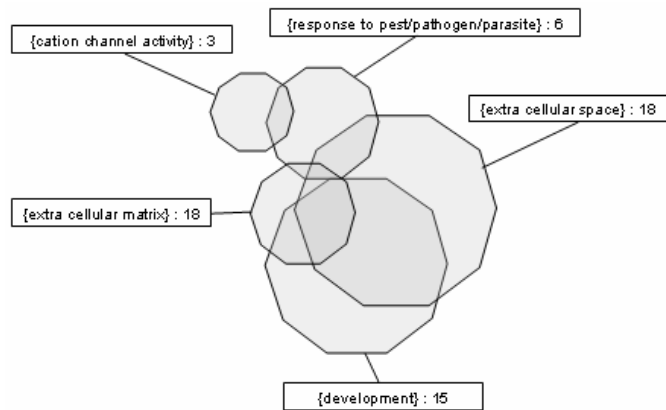 {response to pest/pathogen/parasite} : 6
{cation channel activity} : 3
{extra cellular space} : 18
{extra cellular matrix} : 18
{development} : 15